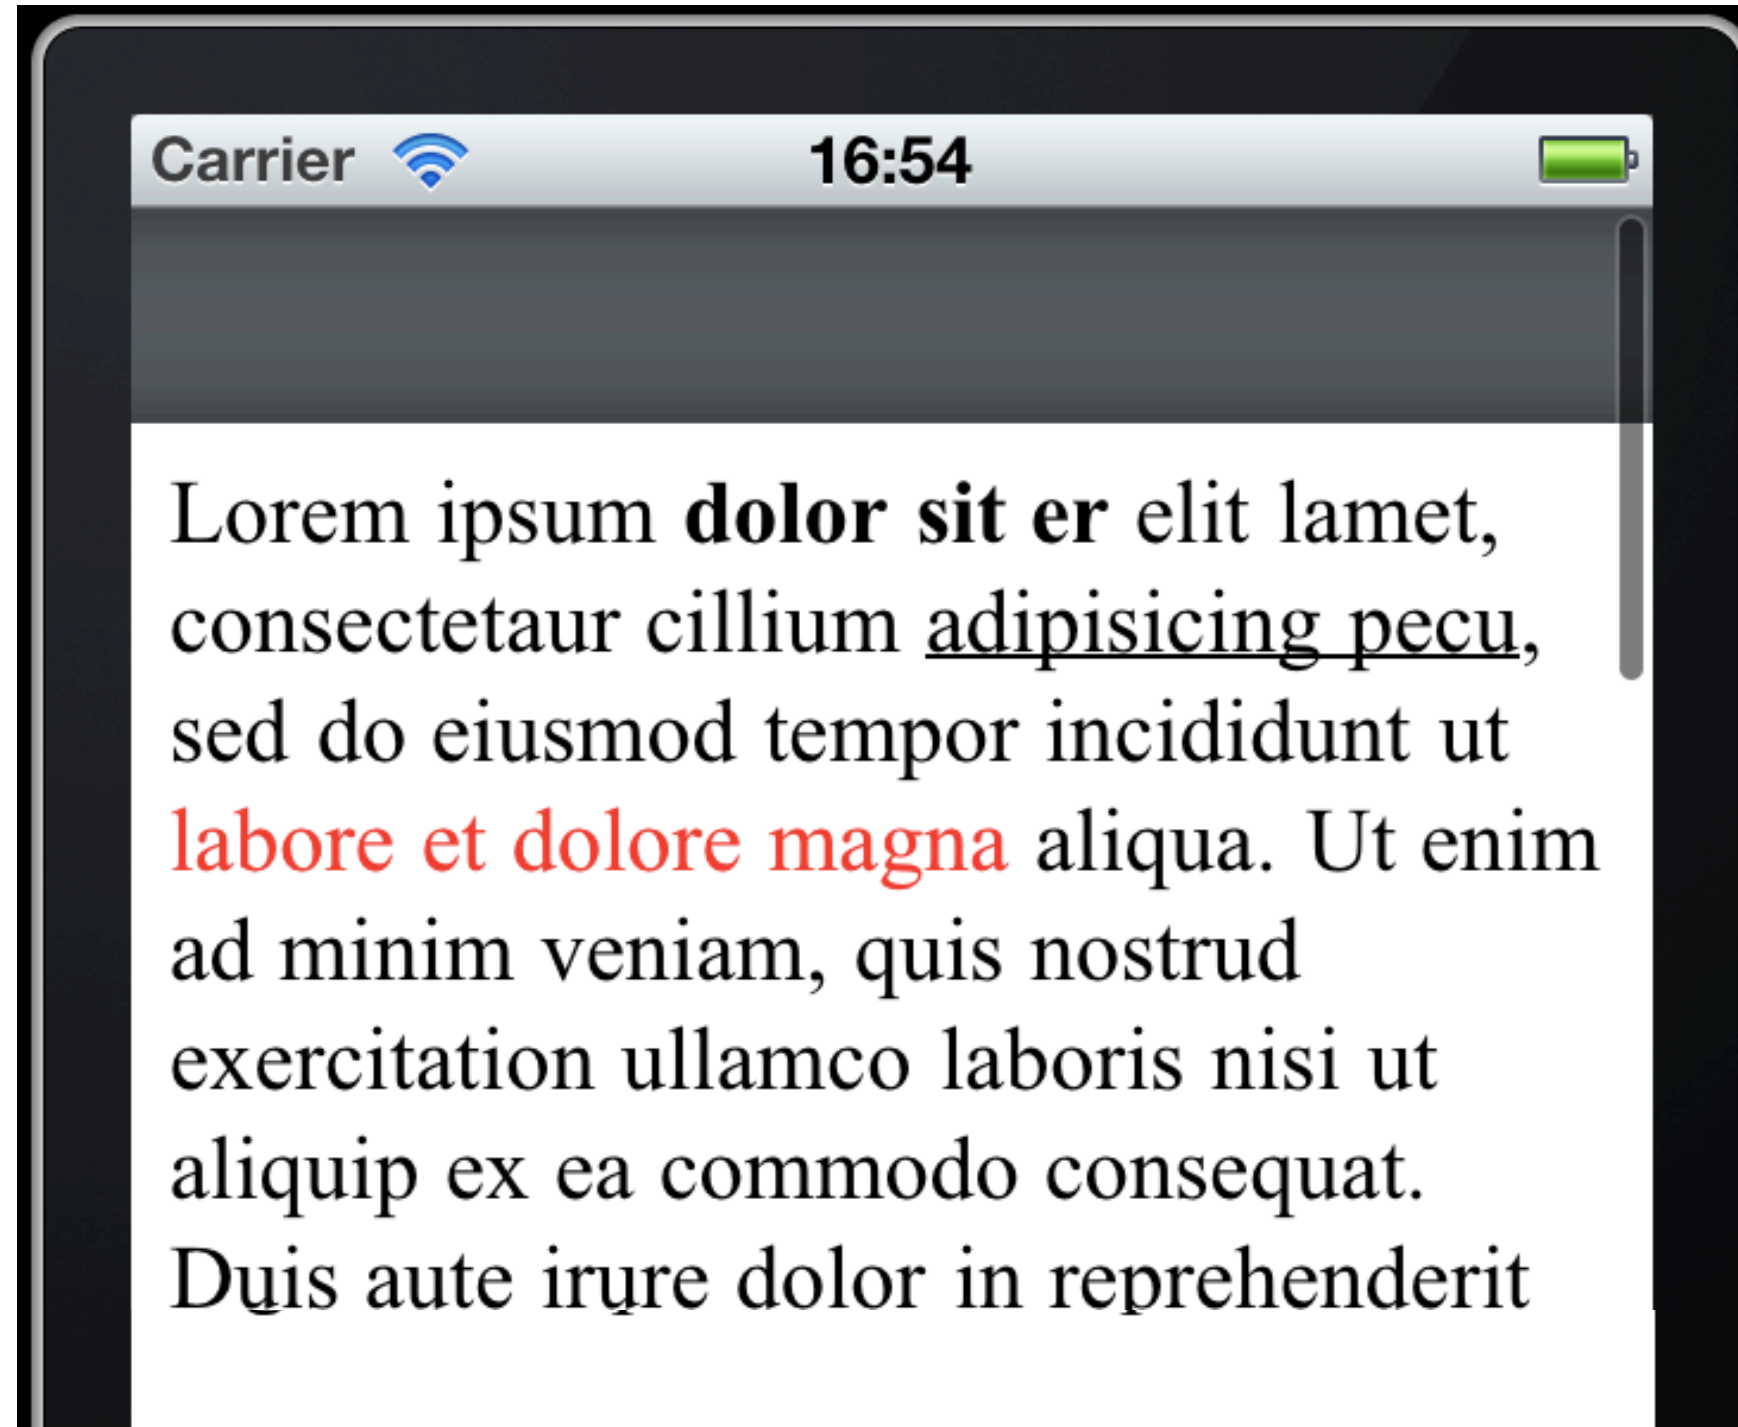 Carrier 16:54
Lorem ipsum dolor sit er elit lamet,
consectetaur cillium adipisicing pecu,
sed do eiusmod tempor incididunt ut
labore et dolore magna aliqua. Ut enim
ad minim veniam, quis nostrud
exercitation ullamco laboris nisi ut
aliquip ex ea commodo consequat.
Duis aute irure dolor in reprehenderit